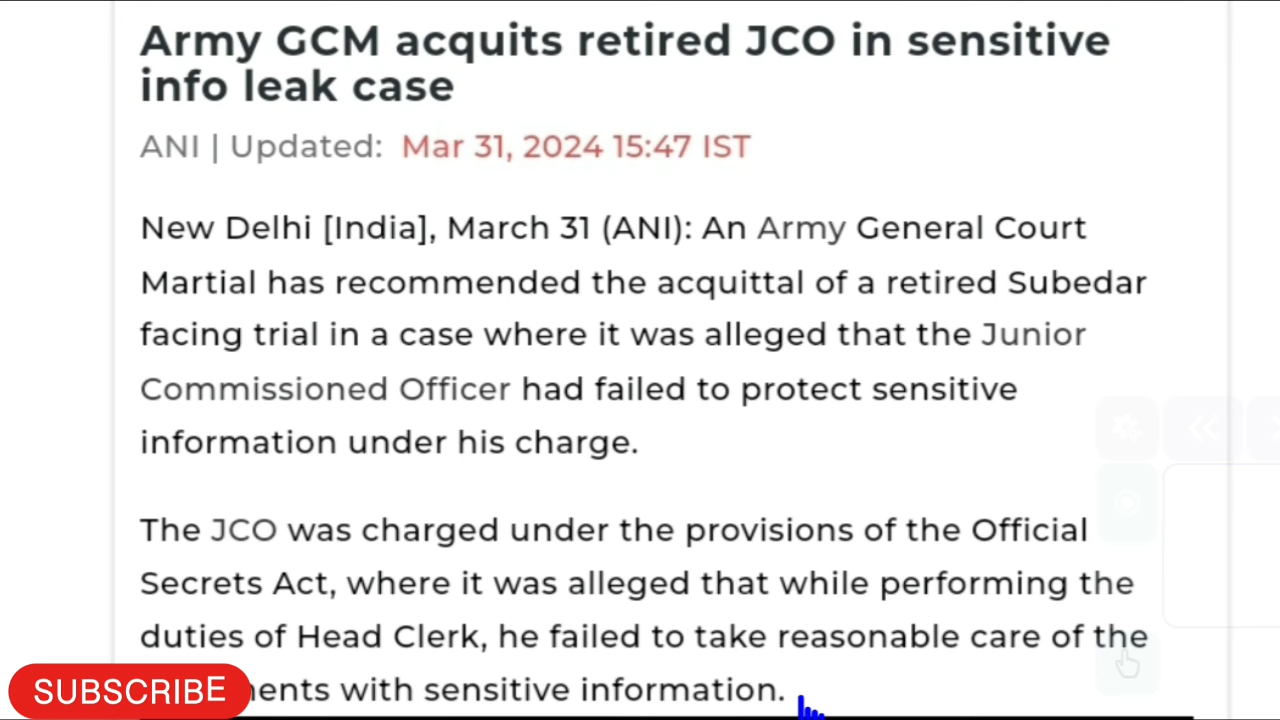 Army GCM acquits retired JCO in sensitive
info leak case
ANI | Updated: Mar 31, 2024 15:47 IST
New Delhi [India], March 31 (ANI): An Army General Court
Martial has recommended the acquittal of a retired Subedar
facing trial in a case where it was alleged that the Junior
Commissioned Officer had failed to protect sensitive
information under his charge.
The JCO was charged under the provisions of the Official
Secrets Act, where it was alleged that while performing the
duties of Head Clerk, he failed to take reasonable care of the
with sensitive information.
SUBSCRIBE